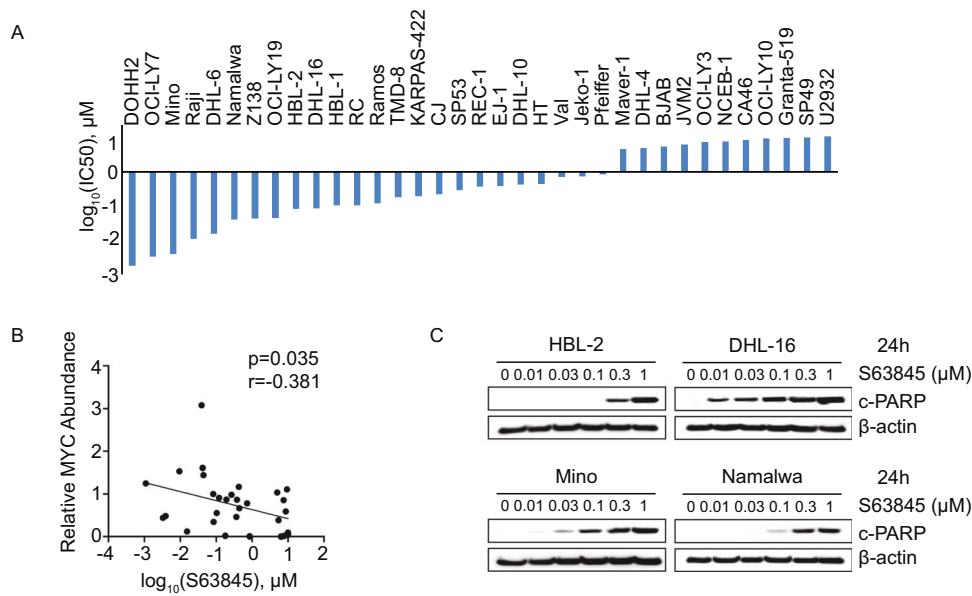 A
DOHH2
OCI-LY7
Mino
Raji
DHL-6
Namalwa
Z138
OCI-LY19
HBL-2
DHL-16
HBL-1
RC
Ramos
TMD-8
KARPAS-422
CJ
SP53
REC-1
EJ-1
DHL-10
HT
Val
Jeko-1
Pfeiffer
Maver-1
DHL-4
BJAB
JVM2
OCI-LY3
NCEB-1
CA46
OCI-LY10
Granta-519
SP49
U2932
log10(IC50), µM
1
0
-1
-2
-3
B
p=0.035
r=-0.381
Relative MYC Abundance
4
3
2
1
0
-4 -3 -2 -1 0 1 2
log10(S63845), µM
C
HBL-2 DHL-16 24h
0 0.01 0.03 0.1 0.3 1 0 0.01 0.03 0.1 0.3 1 S63845 (µM)
c-PARP
β-actin
Mino Namalwa 24h
0 0.01 0.03 0.1 0.3 1 0 0.01 0.03 0.1 0.3 1 S63845 (µM)
c-PARP
β-actin